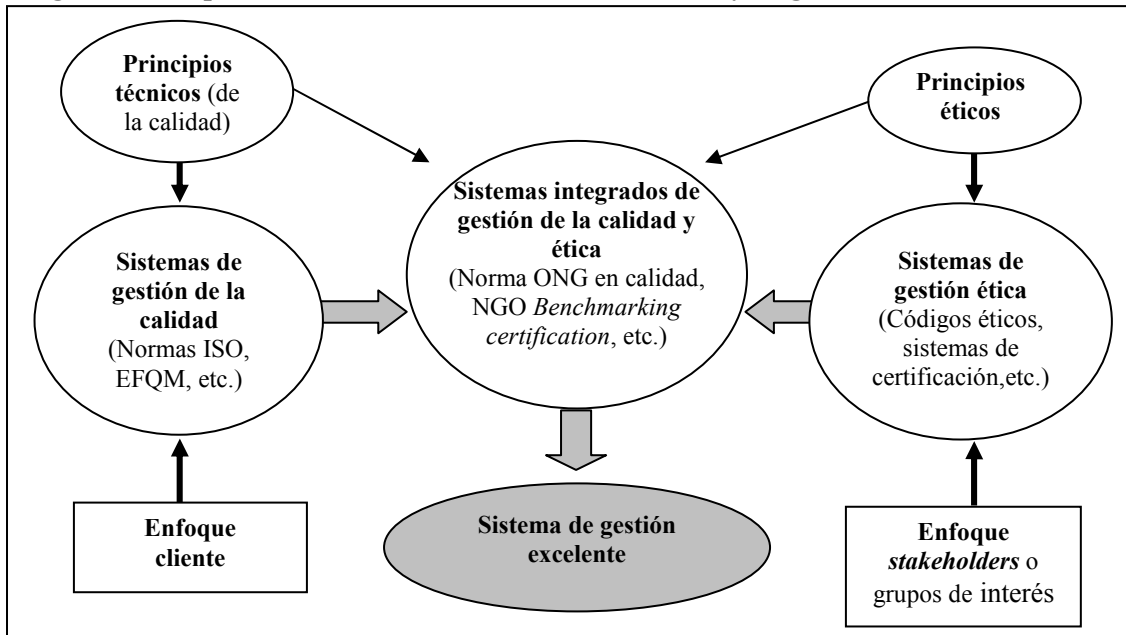 Principios
técnicos (de
la calidad)
Principios
éticos
Sistemas integrados de
gestión de la calidad y
ética
(Norma ONG en calidad,
NGO Benchmarking
certification, etc.)
Sistemas de
gestión de la
calidad
(Normas ISO,
EFQM, etc.)
Sistemas de
gestión ética
(Códigos éticos,
sistemas de
certificación,etc.)
Enfoque
cliente
Sistema de gestión
excelente
Enfoque
stakeholders o
grupos de interés